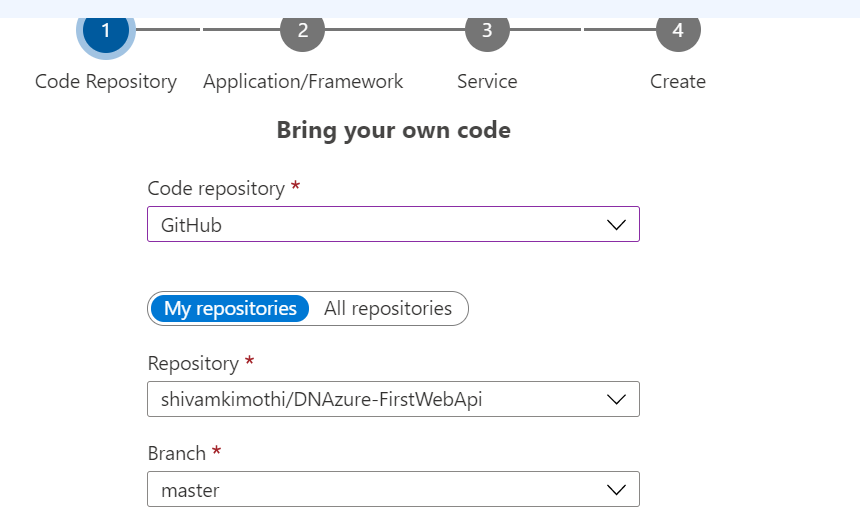 1 2 3 4
Code Repository Application/Framework Service Create
Bring your own code
Code repository *
GitHub
My repositories All repositories
Repository *
shivamkimothi/DNAzure-FirstWebApi
Branch *
master